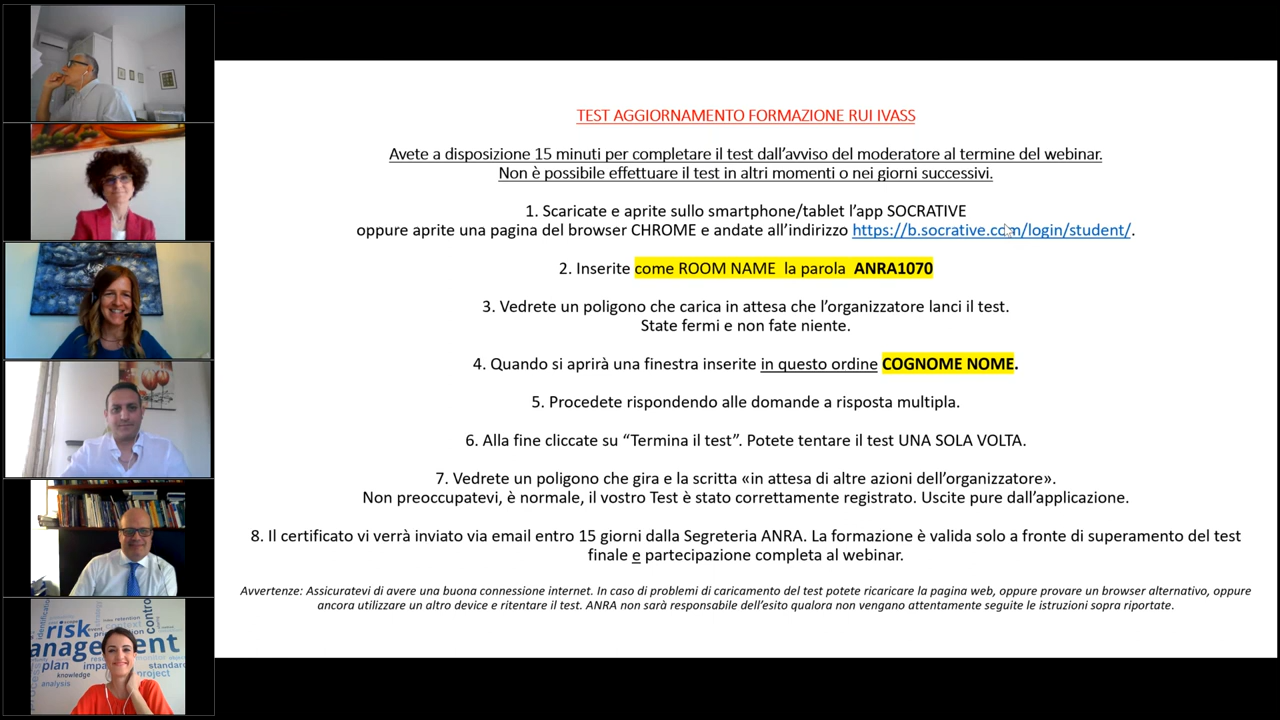 TEST AGGIORNAMENTO FORMAZIONE RUI IVASS
Avete a disposizione 15 minuti per completare il test dall’avviso del moderatore al termine del webinar.
Non è possibile effettuare il test in altri momenti o nei giorni successivi.
1. Scaricate e aprite sullo smartphone/tablet l’app SOCRATIVE
oppure aprite una pagina del browser CHROME e andate all’indirizzo https://b.socrative.com/login/student/.
2. Inserite come ROOM NAME la parola ANRA1070
3. Vedrete un poligono che carica in attesa che l’organizzatore lanci il test.
State fermi e non fate niente.
4. Quando si aprirà una finestra inserite in questo ordine COGNOME NOME.
5. Procedete rispondendo alle domande a risposta multipla.
6. Alla fine cliccate su “Termina il test”. Potete tentare il test UNA SOLA VOLTA.
7. Vedrete un poligono che gira e la scritta «in attesa di altre azioni dell’organizzatore».
Non preoccupatevi, è normale, il vostro Test è stato correttamente registrato. Uscite pure dall’applicazione.
8. Il certificato vi verrà inviato via email entro 15 giorni dalla Segreteria ANRA. La formazione è valida solo a fronte di superamento del test
finale e partecipazione completa al webinar.
Avvertenze: Assicuratevi di avere una buona connessione internet. In caso di problemi di caricamento del test potete ricaricare la pagina web, oppure provare un browser alternativo, oppure
ancora utilizzare un altro device e ritentare il test. ANRA non sarà responsabile dell’esito qualora non vengano attentamente seguite le istruzioni sopra riportate.
risk
plan
knowledge
analysis
standard
project